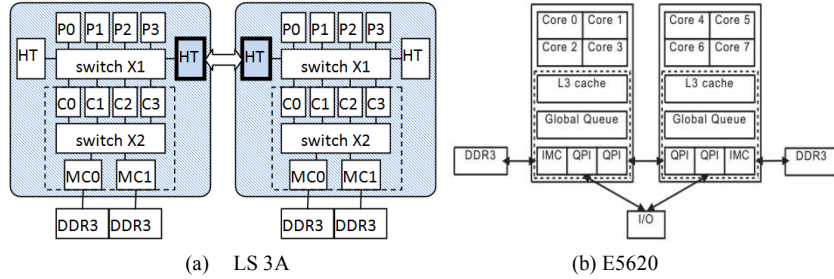 P0 P1 P2 P3
HT switch X1 HT
C0 C1 C2 C3
switch X2
MC0 MC1
DDR3 DDR3
P0 P1 P2 P3
HT switch X1 HT
C0 C1 C2 C3
switch X2
MC0 MC1
DDR3 DDR3
(a) LS 3A
Core 0 Core 1
Core 2 Core 3
L3 cache
Global Queue
DDR3 IMC QPI QPI
Core 4 Core 5
Core 6 Core 7
L3 cache
Global Queue
QPI QPI IMC DDR3
I/O
(b) E5620